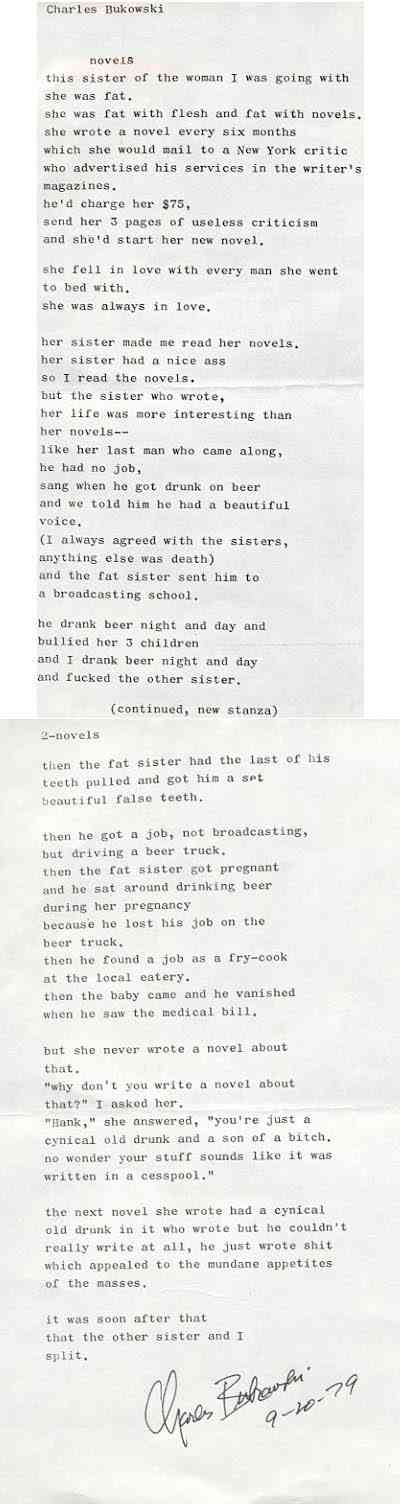 Charles Bukowski
novels
this sister of the woman I was going with
she was fat.
she was fat with flesh and fat with novels.
she wrote a novel every six months
which she would mail to a New York critic
who advertised his services in the writer's
magazines.
he'd charge her $75,
send her 3 pages of useless criticism
and she'd start her new novel.
she fell in love with every man she went
to bed with.
she was always in love.
her sister made me read her novels.
her sister had a nice ass
so I read the novels.
but the sister who wrote,
her life was more interesting than
her novels--
like her last man who came along,
he had no job,
sang when he got drunk on beer
and we told him he had a beautiful
voice.
(I always agreed with the sisters,
anything else was death)
and the fat sister sent him to
a broadcasting school.
he drank beer night and day and
bullied her 3 children
and I drank beer night and day
and fucked the other sister.
(continued, new stanza)
2-novels
then the fat sister had the last of his
teeth pulled and got him a set
beautiful false teeth.
then he got a job, not broadcasting,
but driving a beer truck.
then the fat sister got pregnant
and he sat around drinking beer
during her pregnancy
because he lost his job on the
beer truck.
then he found a job as a fry-cook
at the local eatery.
then the baby came and he vanished
when he saw the medical bill.
but she never wrote a novel about
that.
"why don't you write a novel about
that?" I asked her.
"Hank," she answered, "you're just a
cynical old drunk and a son of a bitch.
no wonder your stuff sounds like it was
written in a cesspool."
the next novel she wrote had a cynical
old drunk in it who wrote but he couldn't
really write at all, he just wrote shit
which appealed to the mundane appetites
of the masses.
it was soon after that
that the other sister and I
split.
Charles Bukowski
9-20-79